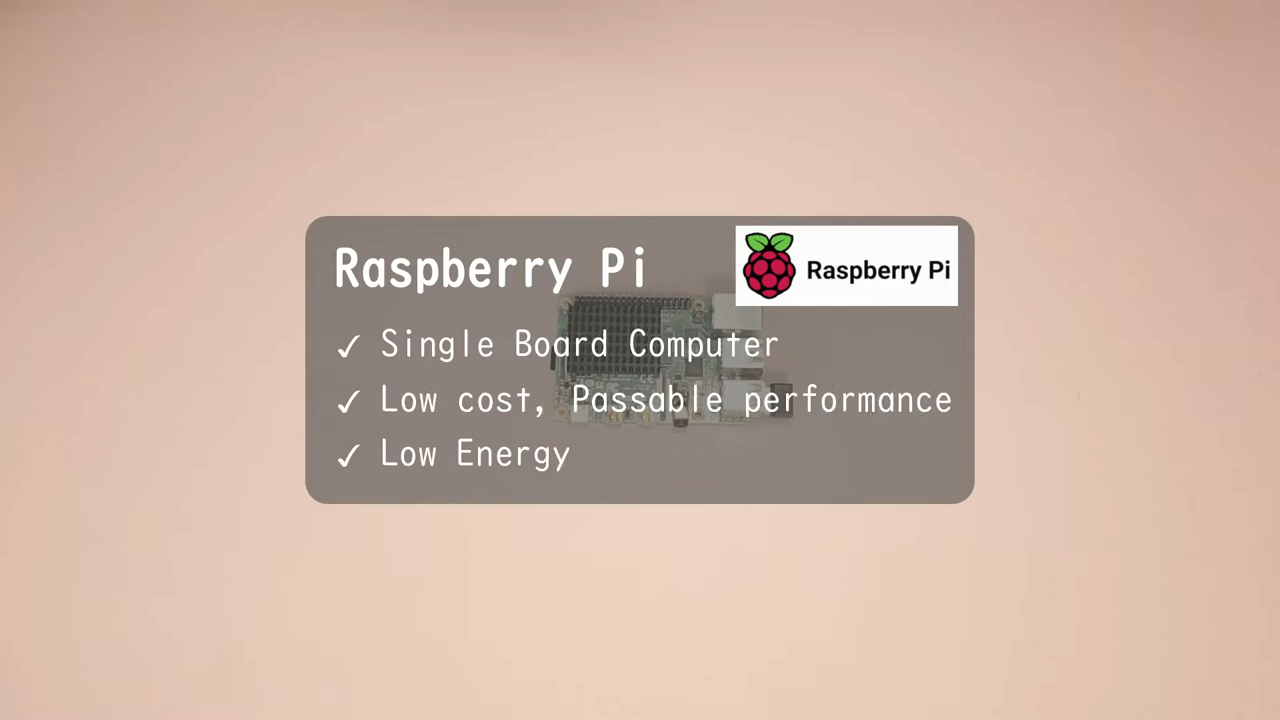 Raspberry Pi
Raspberry Pi
✓ Single Board Computer
✓ Low cost, Passable performance
✓ Low Energy